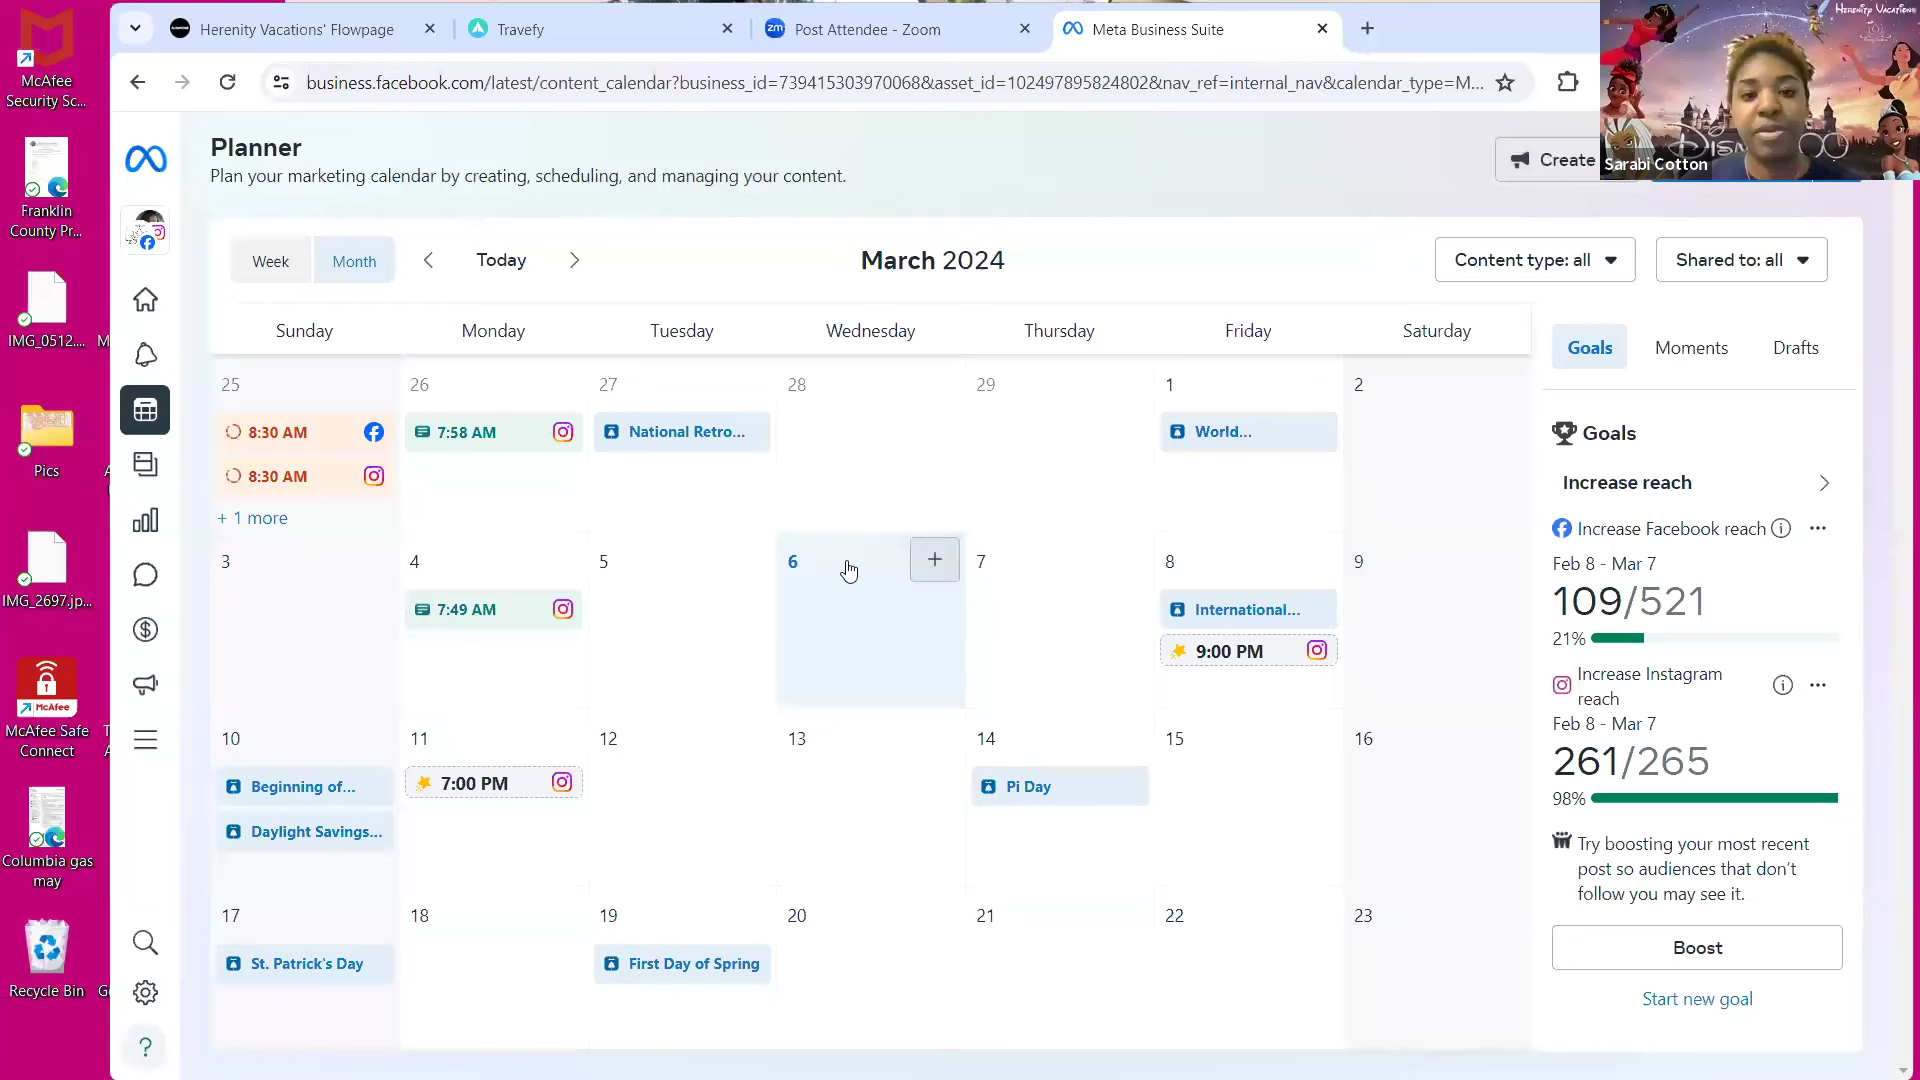 McAfee
Security Sc...
Franklin
County Pr...
IMG_0512....
Pics
IMG_2697.jp...
McAfee
McAfee Safe
Connect
Columbia gas
may
Recycle Bin
Herenity Vacations' Flowpage
Travefy
zm
Post Attendee - Zoom
Meta Business Suite
business.facebook.com/latest/content_calendar?business_id=739415303970068&asset_id=102497895824802&nav_ref=internal_nav&calendar_type=M...
Herenity Vacations
Sarabi Cotton
Planner
Plan your marketing calendar by creating, scheduling, and managing your content.
Create
Week
Month
Today
March 2024
Content type: all
Shared to: all
Sunday
Monday
Tuesday
Wednesday
Thursday
Friday
Saturday
25
26
27
28
29
1
2
8:30 AM
7:58 AM
National Retro...
World...
8:30 AM
+ 1 more
3
4
5
6
+
7
8
9
7:49 AM
International...
9:00 PM
10
11
12
13
14
15
16
Beginning of...
7:00 PM
Pi Day
Daylight Savings...
17
18
19
20
21
22
23
St. Patrick's Day
First Day of Spring
Goals
Moments
Drafts
Goals
Increase reach
Increase Facebook reach
Feb 8 - Mar 7
109/521
21%
Increase Instagram
reach
Feb 8 - Mar 7
261/265
98%
Try boosting your most recent
post so audiences that don't
follow you may see it.
Boost
Start new goal